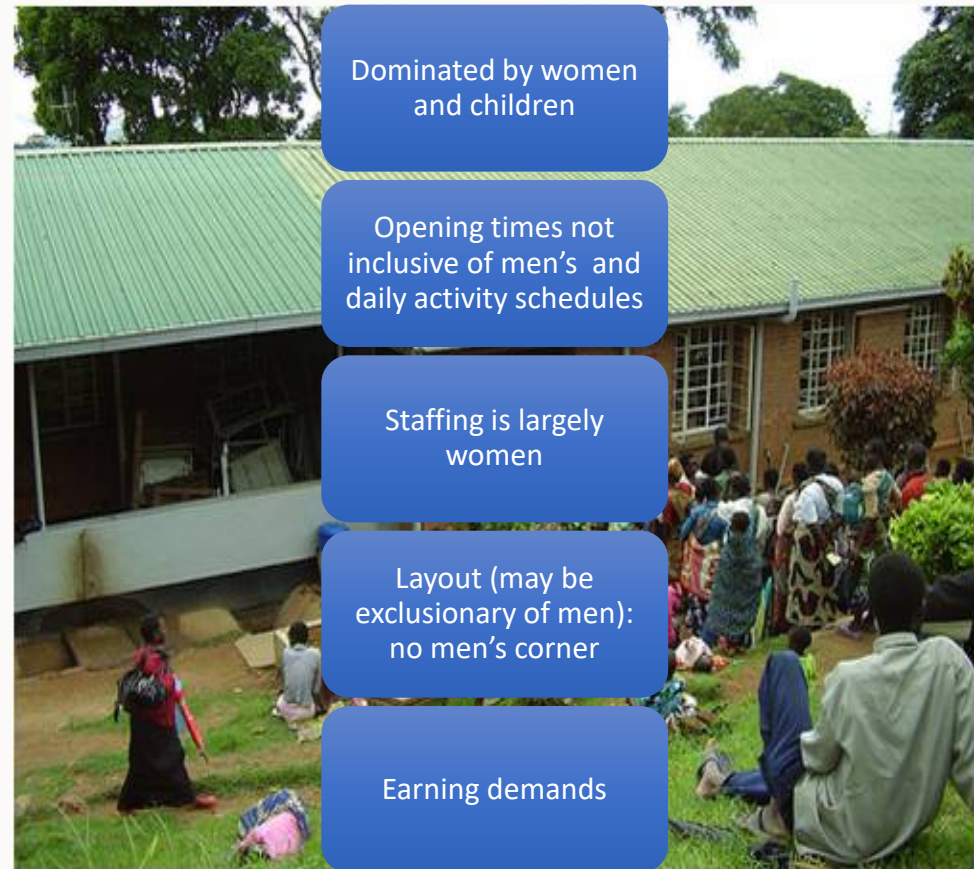 Dominated by women
and children
Opening times not
inclusive of men’s and
daily activity schedules
Staffing is largely
women
Layout (may be
exclusionary of men):
no men’s corner
Earning demands